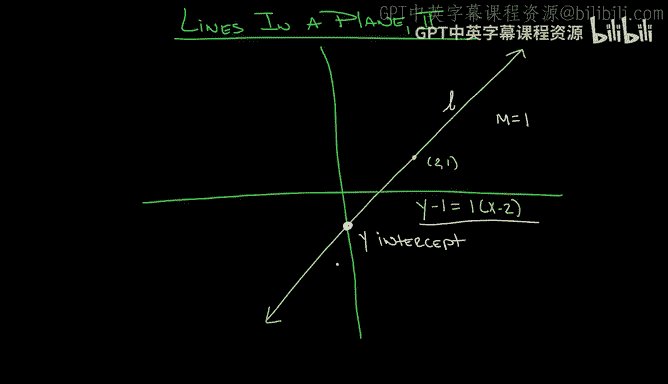 LINES IN A PLANE, II
GPT中英字幕课程资源@bilibili.com
GPT中英字幕课程资源 bilibili
l
M=1
(2,1)
Y-1=1(X-2)
Y INTERCEPT